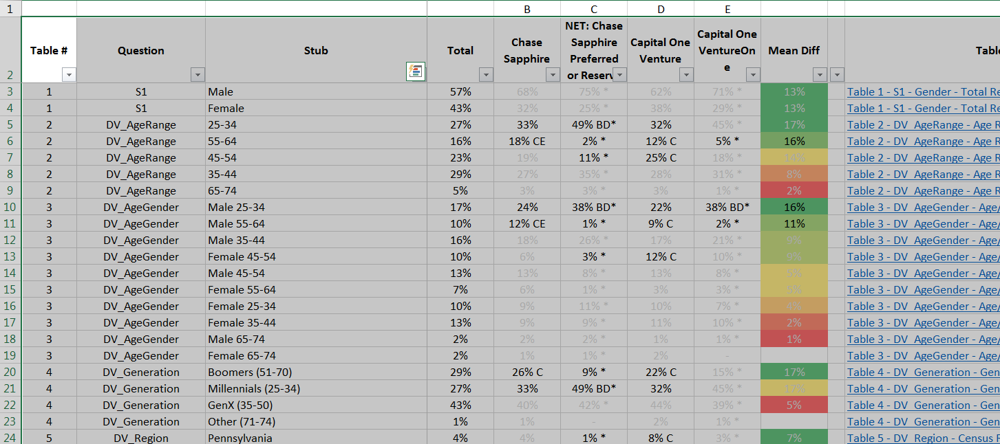 1 B C D E
2 Table # Question Stub Total Chase Sapphire NET: Chase Sapphire Preferred or Reserv Capital One Venture Capital One VentureOn e Mean Diff Table
3 1 S1 Male 57% 68% 75% * 62% 71% * 13% Table 1 - S1 - Gender - Total Re
4 1 S1 Female 43% 32% 25% * 38% 29% * 13% Table 1 - S1 - Gender - Total Re
5 2 DV_AgeRange 25-34 27% 33% 49% BD* 32% 45% * 17% Table 2 - DV_AgeRange - Age R
6 2 DV_AgeRange 55-64 16% 18% CE 2% * 12% C 5% * 16% Table 2 - DV_AgeRange - Age R
7 2 DV_AgeRange 45-54 23% 19% 11% * 25% C 18% * 14% Table 2 - DV_AgeRange - Age R
8 2 DV_AgeRange 35-44 29% 27% 35% * 28% 31% * 8% Table 2 - DV_AgeRange - Age R
9 2 DV_AgeRange 65-74 5% 3% 3% * 3% 1% * 2% Table 2 - DV_AgeRange - Age R
10 3 DV_AgeGender Male 25-34 17% 24% 38% BD* 22% 38% BD* 16% Table 3 - DV_AgeGender - Age/
11 3 DV_AgeGender Male 55-64 10% 12% CE 1% * 9% C 2% * 11% Table 3 - DV_AgeGender - Age/
12 3 DV_AgeGender Male 35-44 16% 18% 26% * 17% 21% * 9% Table 3 - DV_AgeGender - Age/
13 3 DV_AgeGender Female 45-54 10% 6% 3% * 12% C 10% * 9% Table 3 - DV_AgeGender - Age/
14 3 DV_AgeGender Male 45-54 13% 13% 8% * 13% 8% * 5% Table 3 - DV_AgeGender - Age/
15 3 DV_AgeGender Female 55-64 7% 6% 1% * 3% 3% * 5% Table 3 - DV_AgeGender - Age/
16 3 DV_AgeGender Female 25-34 10% 9% 11% * 10% 7% * 4% Table 3 - DV_AgeGender - Age/
17 3 DV_AgeGender Female 35-44 13% 9% 9% * 11% 10% * 2% Table 3 - DV_AgeGender - Age/
18 3 DV_AgeGender Male 65-74 2% 2% 2% * 1% 1% * 1% Table 3 - DV_AgeGender - Age/
19 3 DV_AgeGender Female 65-74 2% 1% 1% * 2% - Table 3 - DV_AgeGender - Age/
20 4 DV_Generation Boomers (51-70) 29% 26% C 9% * 22% C 15% * 17% Table 4 - DV_Generation - Gen
21 4 DV_Generation Millennials (25-34) 27% 33% 49% BD* 32% 45% * 17% Table 4 - DV_Generation - Gen
22 4 DV_Generation GenX (35-50) 43% 40% 42% * 44% 39% * 5% Table 4 - DV_Generation - Gen
23 4 DV_Generation Other (71-74) 1% 1% - 2% 1% * Table 4 - DV_Generation - Gen
24 5 DV_Region Pennsylvania 4% 4% 1% * 8% C 3% * 7% Table 5 - DV_Region - Census R